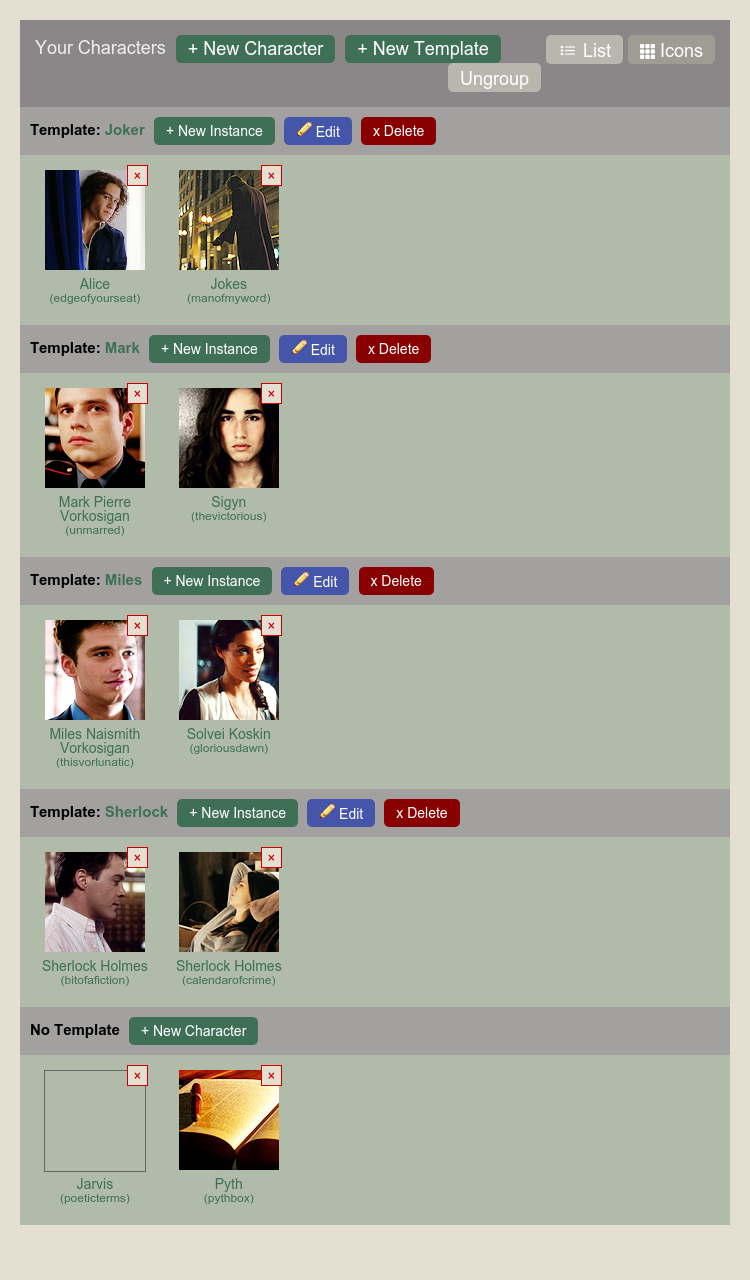 Your Characters + New Character + New Template List Icons
Ungroup
Template: Joker + New Instance Edit x Delete
× ×
Alice Jokes
(edgeofyourseat) (manofmyword)
Template: Mark + New Instance Edit x Delete
× ×
Mark Pierre Sigyn
Vorkosigan (thevictorious)
(unmarred)
Template: Miles + New Instance Edit x Delete
× ×
Miles Naismith Solvei Koskin
Vorkosigan (gloriousdawn)
(thisvorlunatic)
Template: Sherlock + New Instance Edit x Delete
× ×
Sherlock Holmes Sherlock Holmes
(bitofafiction) (calendarofcrime)
No Template + New Character
× ×
Jarvis Pyth
(poeticterms) (pythbox)